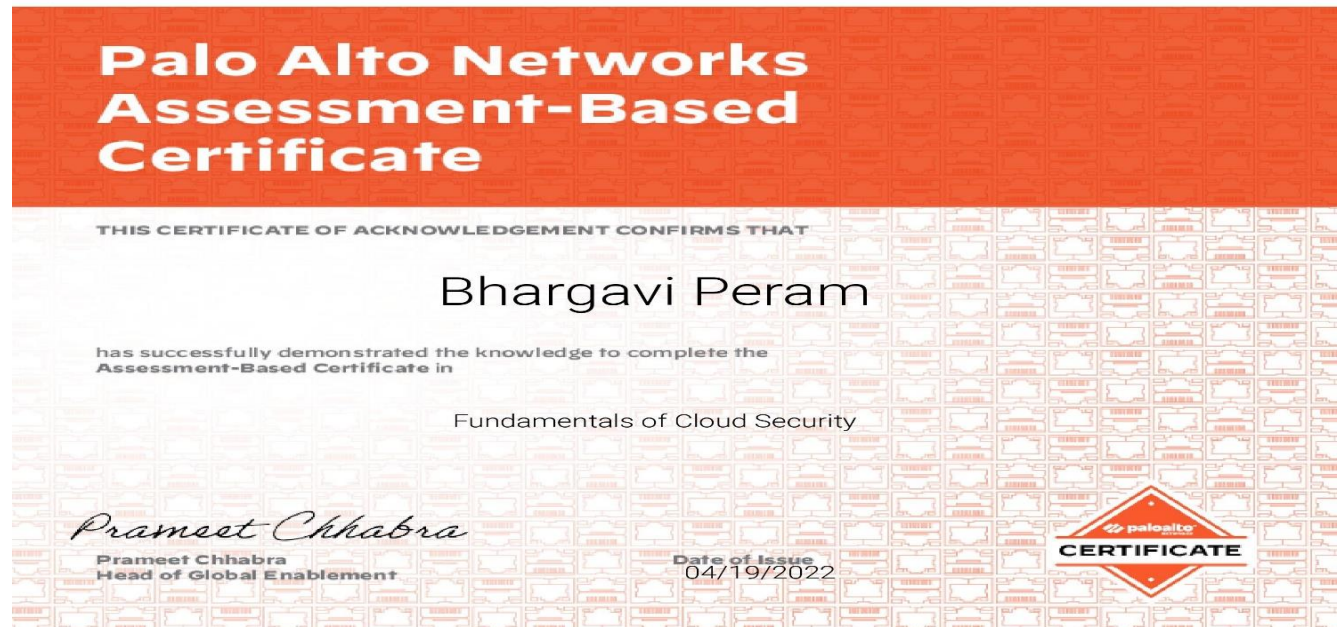 Palo Alto Networks
Assessment-Based
Certificate
THIS CERTIFICATE OF ACKNOWLEDGEMENT CONFIRMS THAT
Bhargavi Peram
has successfully demonstrated the knowledge to complete the
Assessment-Based Certificate in
Fundamentals of Cloud Security
Prameet Chhabra
Prameet Chhabra
Head of Global Enablement
Date of Issue
04/19/2022
paloalto
NETWORKS
CERTIFICATE